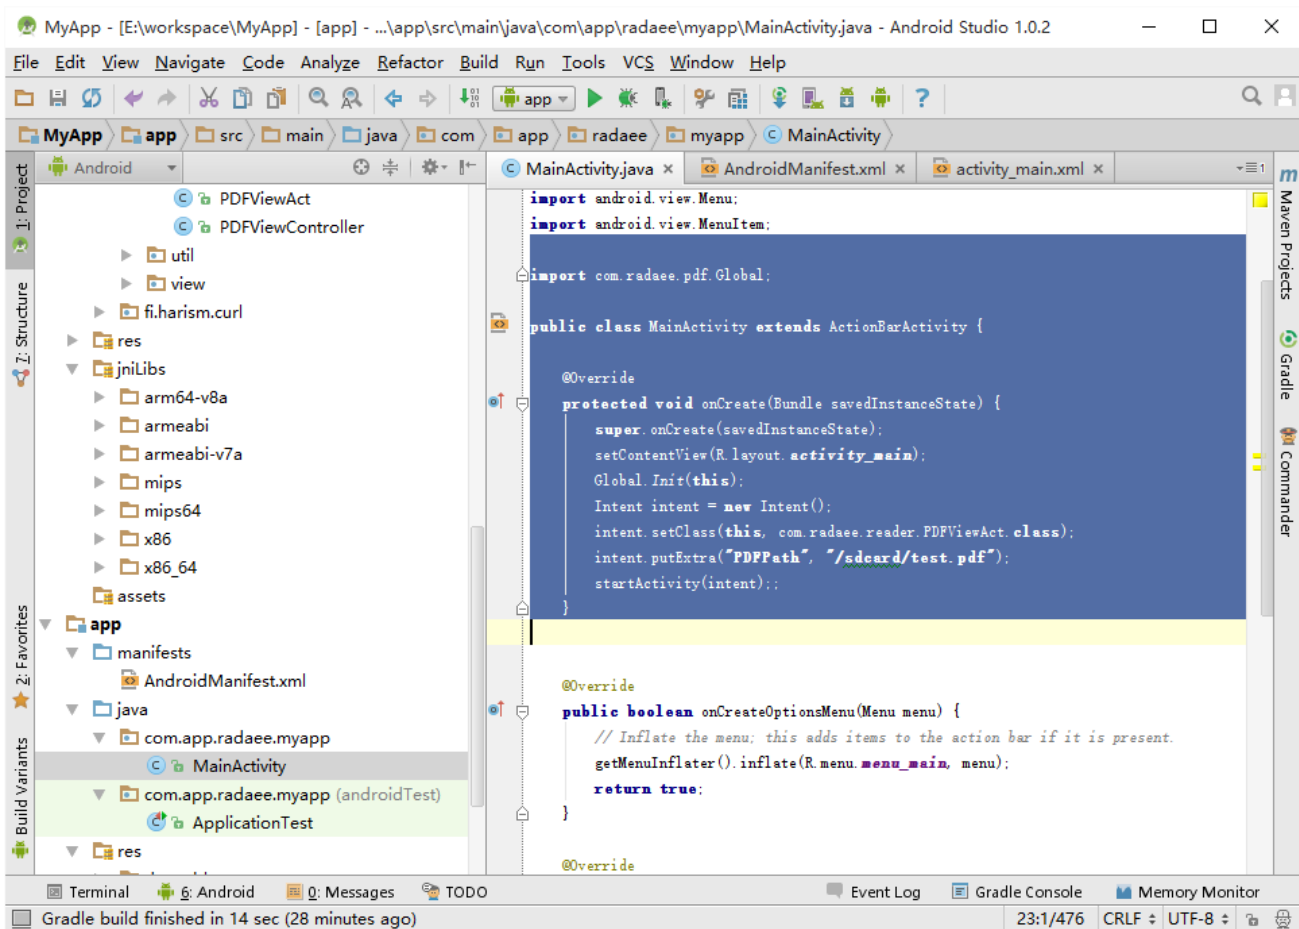 MyApp - [E:\workspace\MyApp] - [app] - ...\app\src\main\java\com\app\radaee\myapp\MainActivity.java - Android Studio 1.0.2
File Edit View Navigate Code Analyze Refactor Build Run Tools VCS Window Help
app
?
MyApp app src main java com app radaee myapp MainActivity
Android
MainActivity.java
AndroidManifest.xml
activity_main.xml
1: Project
7: Structure
2: Favorites
Build Variants
PDFViewAct
PDFViewController
util
view
fi.harism.curl
res
jniLibs
arm64-v8a
armeabi
armeabi-v7a
mips
mips64
x86
x86_64
assets
app
manifests
AndroidManifest.xml
java
com.app.radaee.myapp
MainActivity
com.app.radaee.myapp (androidTest)
ApplicationTest
res
import android.view.Menu;
import android.view.MenuItem;
import com.radaee.pdf.Global;
public class MainActivity extends ActionBarActivity {
@Override
protected void onCreate(Bundle savedInstanceState) {
super.onCreate(savedInstanceState);
setContentView(R.layout.activity_main);
Global.Init(this);
Intent intent = new Intent();
intent.setClass(this, com.radaee.reader.PDFViewAct.class);
intent.putExtra("PDFPath", "/sdcard/test.pdf");
startActivity(intent);;
}
@Override
public boolean onCreateOptionsMenu(Menu menu) {
// Inflate the menu; this adds items to the action bar if it is present.
getMenuInflater().inflate(R.menu.menu_main, menu);
return true;
}
@Override
Maven Projects
Gradle
Commander
Terminal 6: Android 0: Messages TODO Event Log Gradle Console Memory Monitor
Gradle build finished in 14 sec (28 minutes ago) 23:1/476 CRLF UTF-8